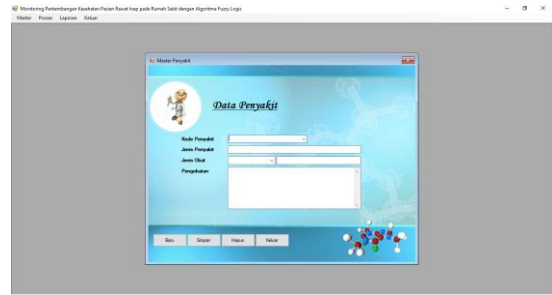 Monitoring Perkembangan Kesehatan Pasien Rawat Inap pada Rumah Sakit dengan Algoritma Fuzzy Logic
Master Proses Laporan Keluar
Master Penyakit
Data Penyakit
Kode Penyakit
Jenis Penyakit
Jenis Obat
Pengobatan
Baru Simpan Hapus Keluar